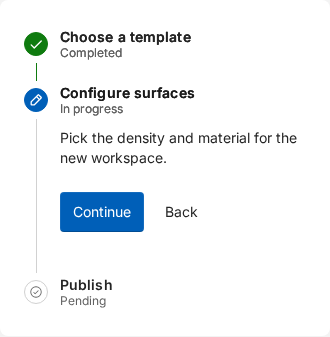 Choose a template
Completed
Configure surfaces
In progress
Pick the density and material for the
new workspace.
Continue Back
Publish
Pending